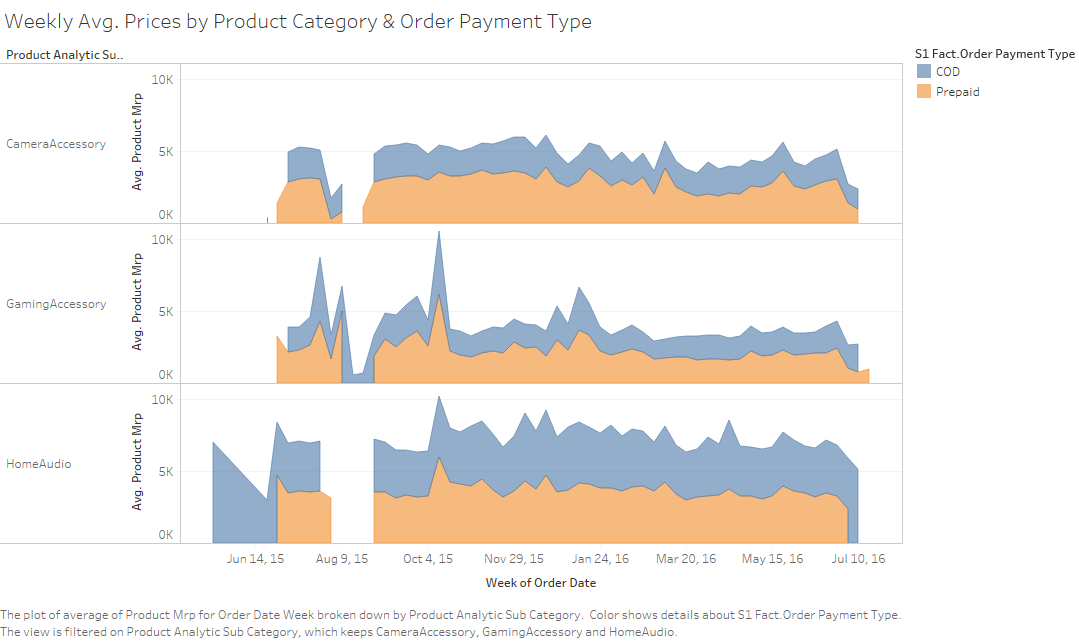 Weekly Avg. Prices by Product Category & Order Payment Type
Product Analytic Su..
S1 Fact.Order Payment Type
COD
Prepaid
CameraAccessory
Avg. Product Mrp
10K
5K
0K
GamingAccessory
Avg. Product Mrp
10K
5K
0K
HomeAudio
Avg. Product Mrp
10K
5K
0K
Jun 14, 15 Aug 9, 15 Oct 4, 15 Nov 29, 15 Jan 24, 16 Mar 20, 16 May 15, 16 Jul 10, 16
Week of Order Date
The plot of average of Product Mrp for Order Date Week broken down by Product Analytic Sub Category. Color shows details about S1 Fact.Order Payment Type.
The view is filtered on Product Analytic Sub Category, which keeps CameraAccessory, GamingAccessory and HomeAudio.